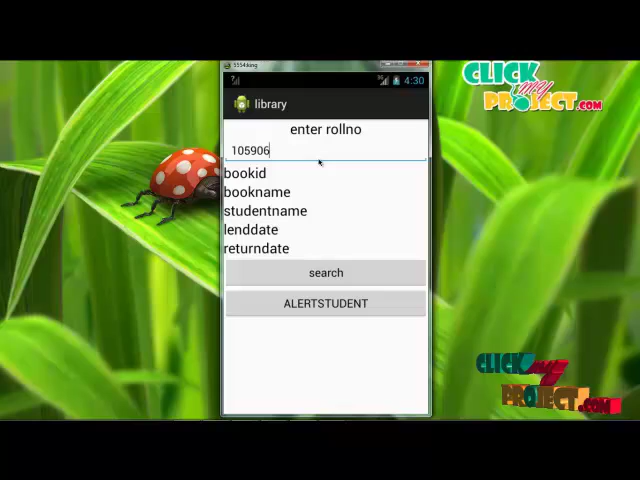 5554:king
4:30
CLICK
MY
PROJECT.COM
library
enter rollno
105906
bookid
bookname
studentname
lenddate
returndate
search
ALERTSTUDENT
CLICK
MY
PROJECT.COM